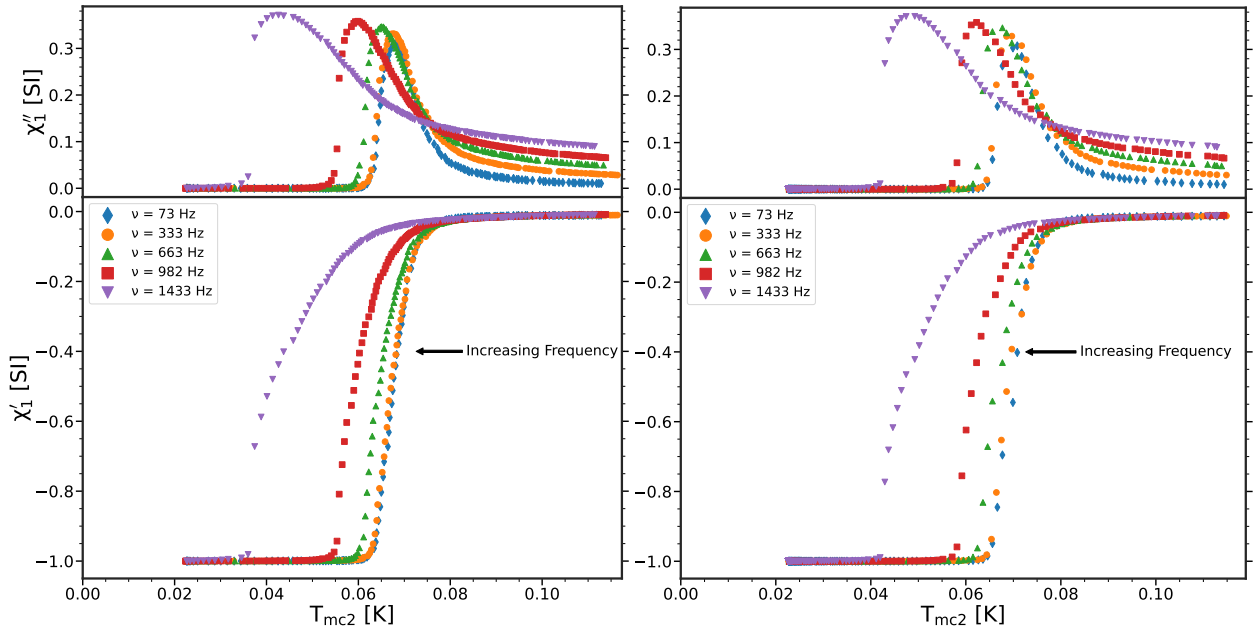 χ₁″ [SI]
0.3
0.2
0.1
0.0
χ₁′ [SI]
0.0
−0.2
−0.4
−0.6
−0.8
−1.0
ν = 73 Hz
ν = 333 Hz
ν = 663 Hz
ν = 982 Hz
ν = 1433 Hz
Increasing Frequency
0.00 0.02 0.04 0.06 0.08 0.10
T_mc2 [K]
0.3
0.2
0.1
0.0
0.0
−0.2
−0.4
−0.6
−0.8
−1.0
ν = 73 Hz
ν = 333 Hz
ν = 663 Hz
ν = 982 Hz
ν = 1433 Hz
Increasing Frequency
0.00 0.02 0.04 0.06 0.08 0.10
T_mc2 [K]